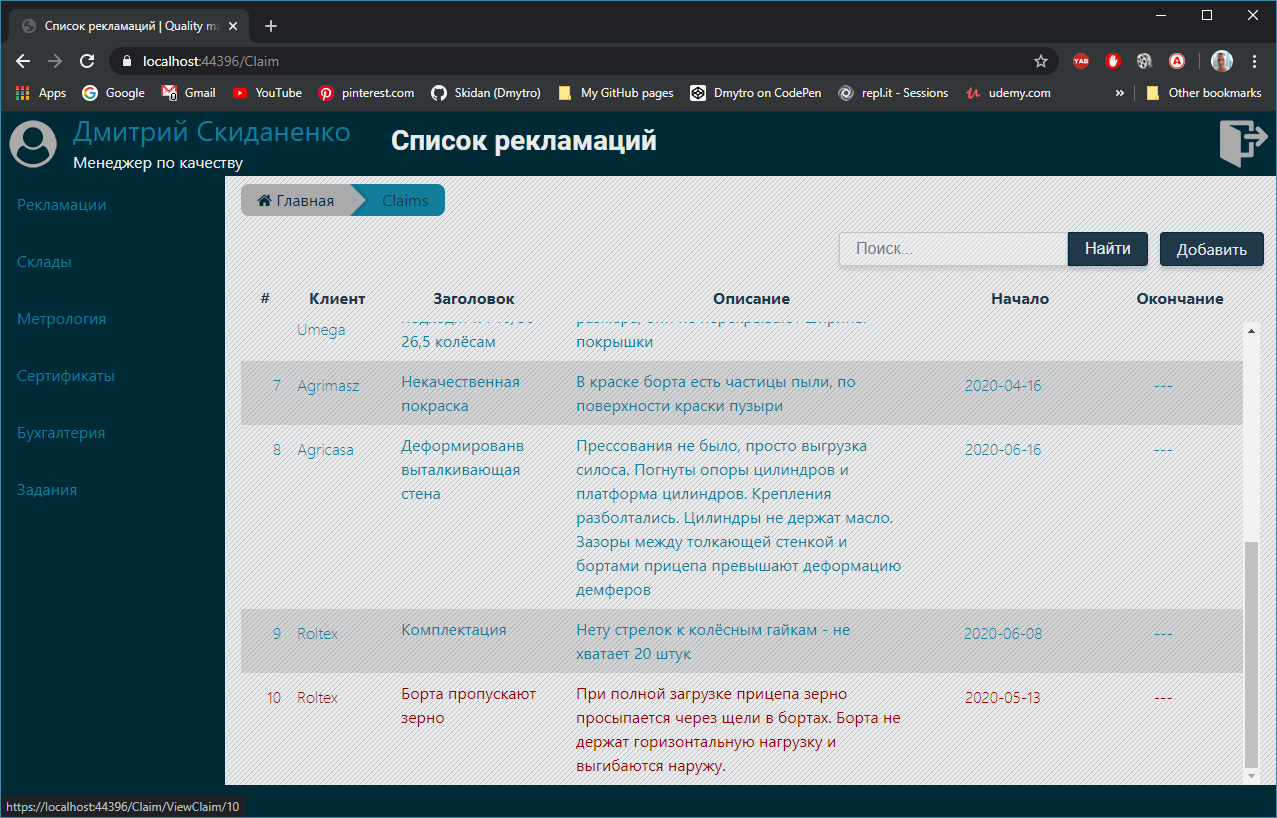 Список рекламаций | Quality ma
localhost:44396/Claim
Apps Google Gmail YouTube pinterest.com Skidan (Dmytro) My GitHub pages Dmytro on CodePen repl.it - Sessions udemy.com » Other bookmarks
Дмитрий Скиданенко
Менеджер по качеству
Список рекламаций
Рекламации
Склады
Метрология
Сертификаты
Бухгалтерия
Задания
Главная Claims
Поиск... Найти Добавить
# Клиент Заголовок Описание Начало Окончание
Umega
26,5 колёсам
покрышки
7 Agrimasz Некачественная В краске борта есть частицы пыли, по 2020-04-16 ---
покраска поверхности краски пузыри
8 Agricasa Деформированв Прессования не было, просто выгрузка 2020-06-16 ---
выталкивающая силоса. Погнуты опоры цилиндров и
стена платформа цилиндров. Крепления
разболтались. Цилиндры не держат масло.
Зазоры между толкающей стенкой и
бортами прицепа превышают деформацию
демферов
9 Roltex Комплектация Нету стрелок к колёсным гайкам - не 2020-06-08 ---
хватает 20 штук
10 Roltex Борта пропускают При полной загрузке прицепа зерно 2020-05-13 ---
зерно просыпается через щели в бортах. Борта не
держат горизонтальную нагрузку и
выгибаются наружу.
https://localhost:44396/Claim/ViewClaim/10